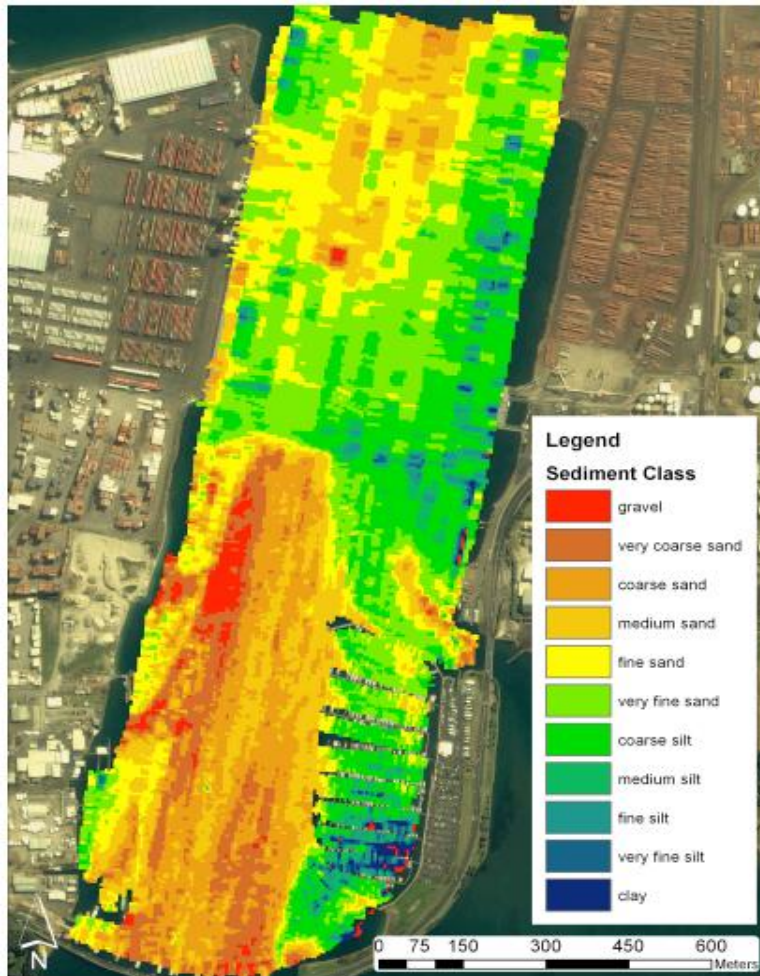 Legend
Sediment Class
gravel
very coarse sand
coarse sand
medium sand
fine sand
very fine sand
coarse silt
medium silt
fine silt
very fine silt
clay
N
0 75 150 300 450 600
Meters